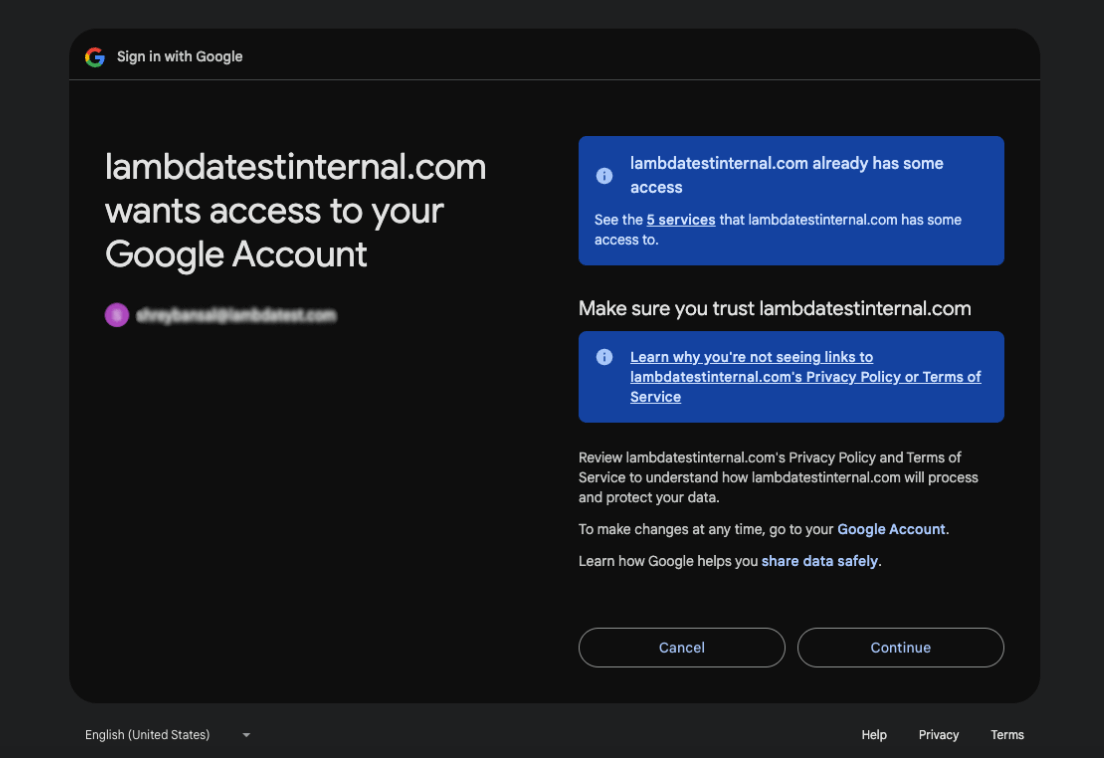 Sign in with Google
lambdatestinternal.com
wants access to your
Google Account
lambdatestinternal.com already has some
access
See the 5 services that lambdatestinternal.com has some
access to.
Make sure you trust lambdatestinternal.com
Learn why you're not seeing links to
lambdatestinternal.com's Privacy Policy or Terms of
Service
Review lambdatestinternal.com's Privacy Policy and Terms of
Service to understand how lambdatestinternal.com will process
and protect your data.
To make changes at any time, go to your Google Account.
Learn how Google helps you share data safely.
Cancel
Continue
English (United States)
Help
Privacy
Terms